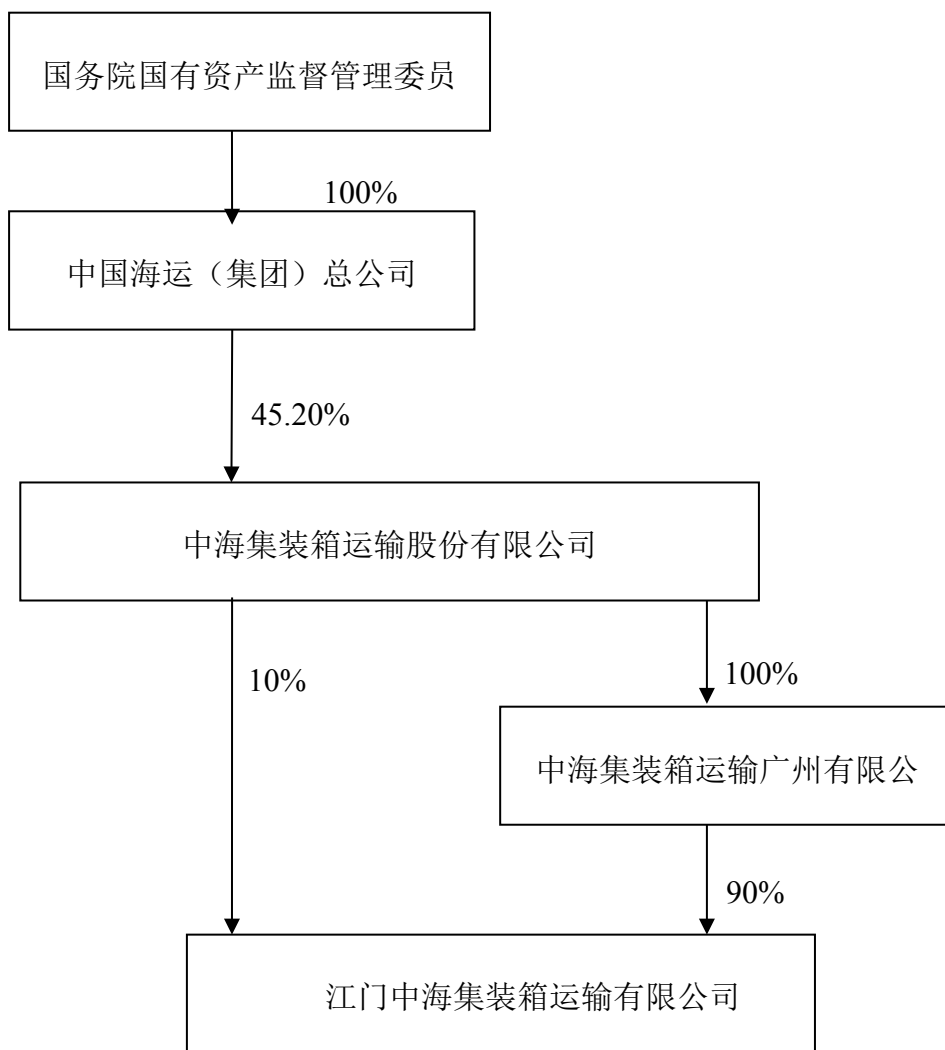 国务院国有资产监督管理委员
100%
中国海运（集团）总公司
45.20%
中海集装箱运输股份有限公司
10%
100%
中海集装箱运输广州有限公
90%
江门中海集装箱运输有限公司